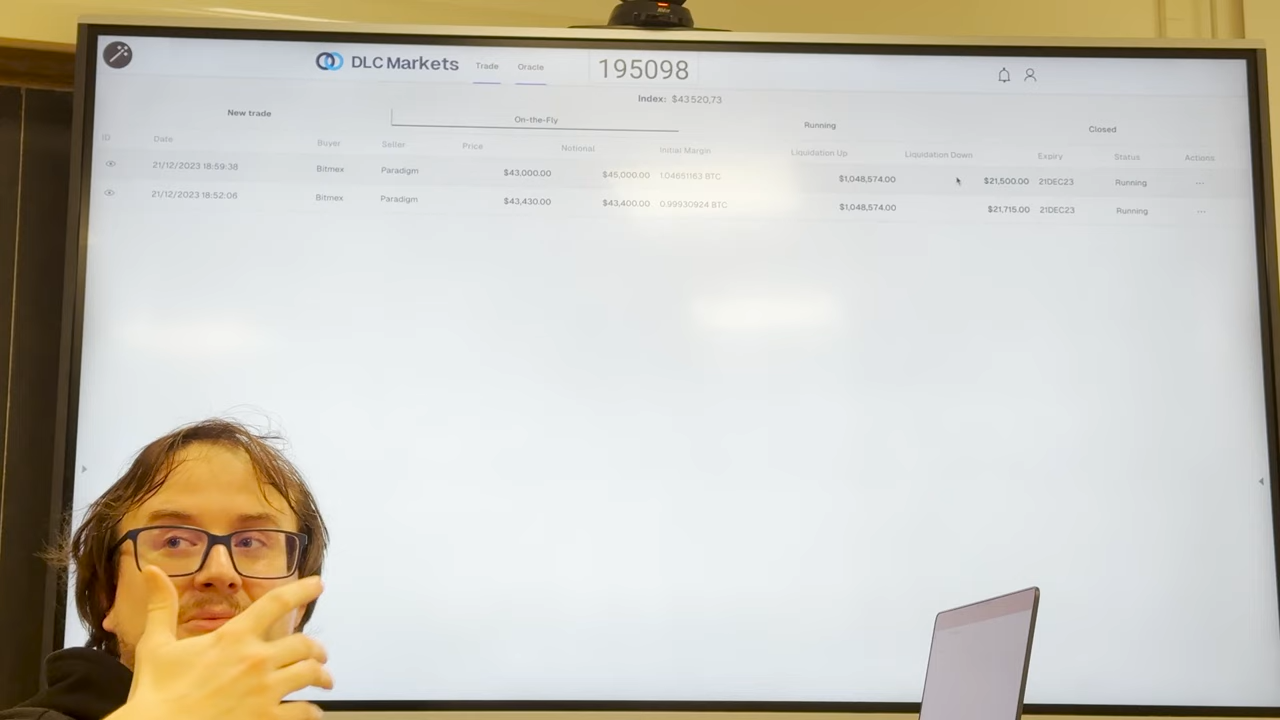 DLC Markets Trade Oracle 195098
Index: $43520,73
New trade On-the-Fly Running Closed
ID Date Buyer Seller Price Notional Initial Margin Liquidation Up Liquidation Down Expiry Status Actions
21/12/2023 18:59:38 Bitmex Paradigm $43,000.00 $45,000.00 1.04651163 BTC $1,048,574.00 $21,500.00 21DEC23 Running ...
21/12/2023 18:52:06 Bitmex Paradigm $43,430.00 $43,400.00 0.99930924 BTC $1,048,574.00 $21,715.00 21DEC23 Running ...